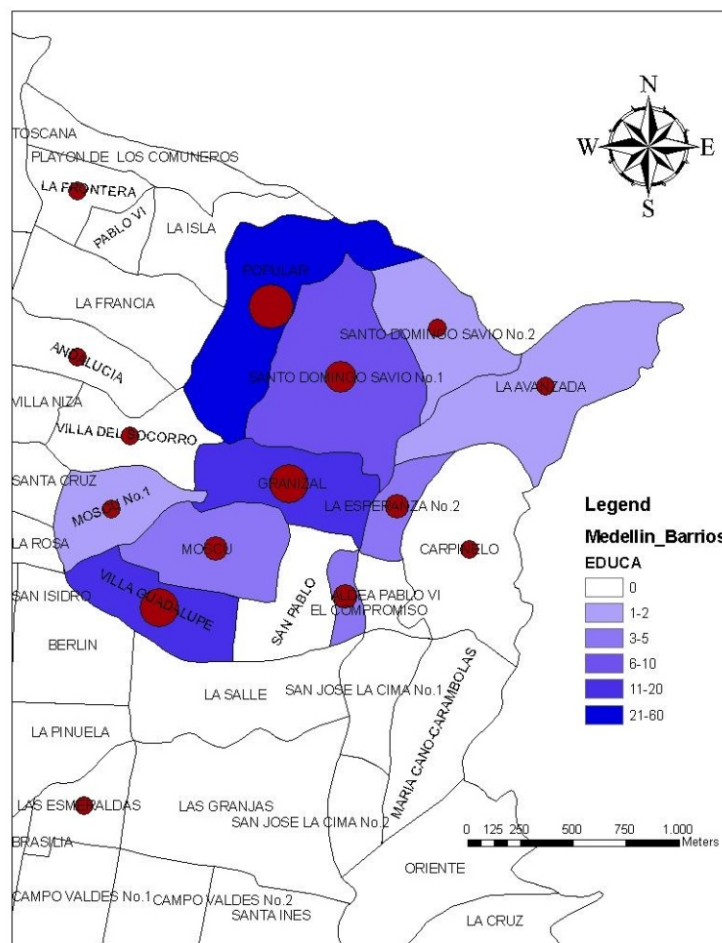 N
W E
S
TOSCANA
PLAYON DE LOS COMUNEROS
LA FRONTERA
PABLO VI
LA ISLA
POPULAR
LA FRANCIA
SANTO DOMINGO SAVIO No.2
ANDALUCIA
SANTO DOMINGO SAVIO No.1
LA AVANZADA
VILLA NIZA
VILLA DEL SOCORRO
SANTA CRUZ
GRANIZAL
MOSCU No.1
LA ESPERANZA No.2
LA ROSA
MOSCU
CARPINELO
SAN ISIDRO
VILLA GUADALUPE
SAN PABLO
ALDEA PABLO VI
EL COMPROMISO
BERLIN
LA SALLE
SAN JOSE LA CIMA No.1
MARIA CANO-CARAMBOLAS
LA PINUELA
LAS ESMERALDAS
LAS GRANJAS
SAN JOSE LA CIMA No.2
BRASILIA
ORIENTE
CAMPO VALDES No.1
CAMPO VALDES No.2
SANTA INES
LA CRUZ
Legend
Medellin_Barrios
EDUCA
0
1-2
3-5
6-10
11-20
21-60
0 125 250 500 750 1.000
Meters